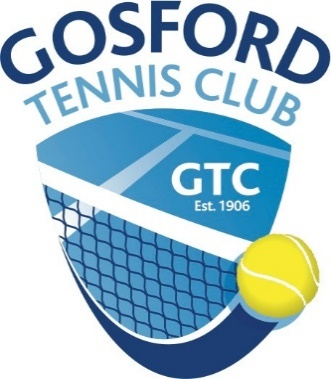 GOSFORD
TENNIS CLUB
GTC
Est. 1906